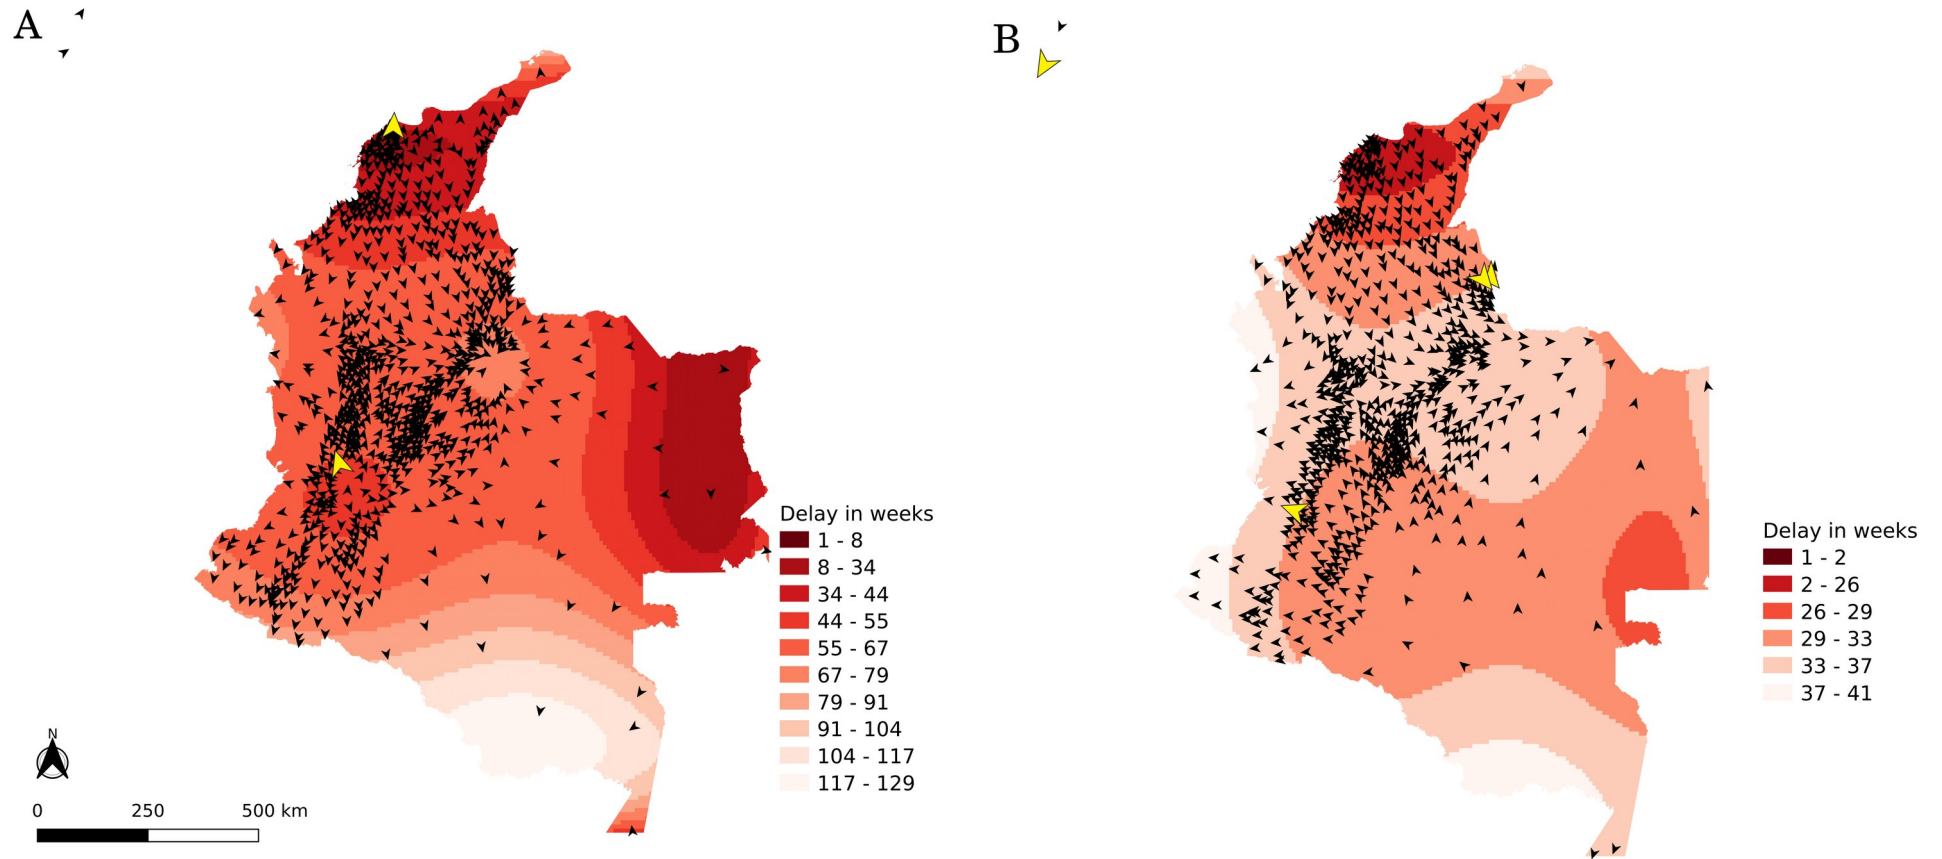 A
B
Delay in weeks
1 - 8
8 - 34
34 - 44
44 - 55
55 - 67
67 - 79
79 - 91
91 - 104
104 - 117
117 - 129
Delay in weeks
1 - 2
2 - 26
26 - 29
29 - 33
33 - 37
37 - 41
N
0 250 500 km